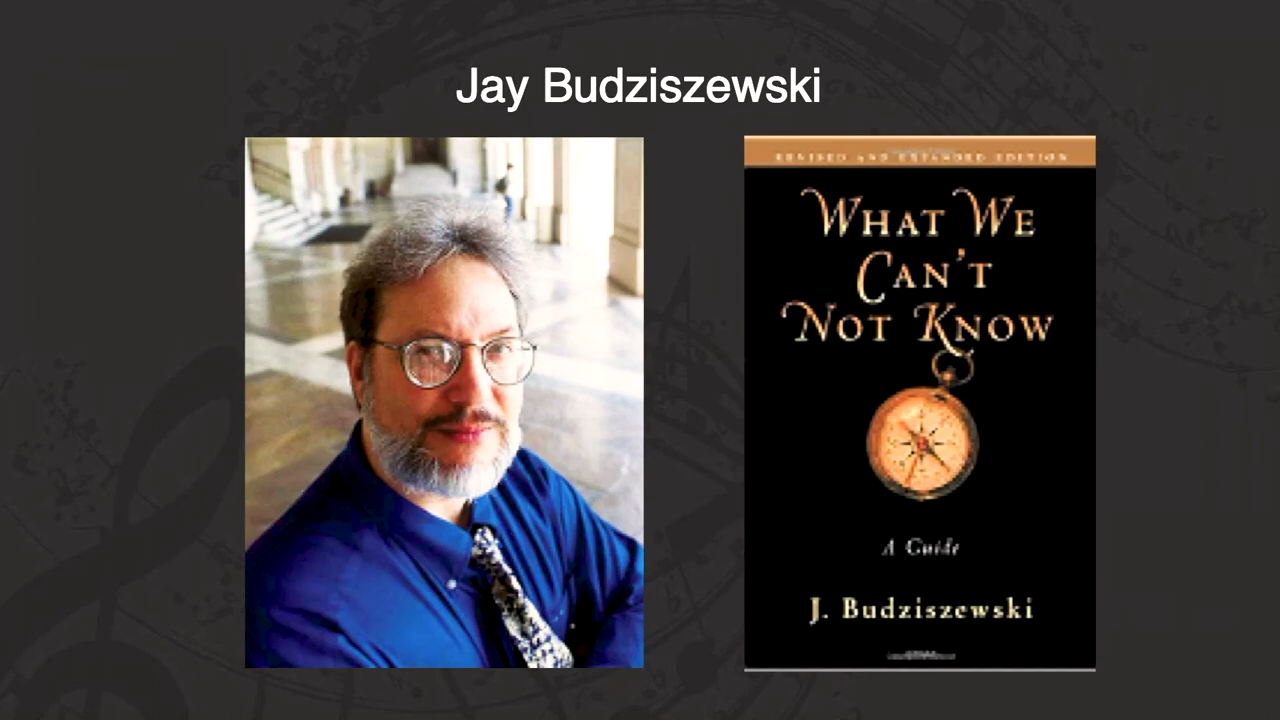 Jay Budziszewski
REVISED AND EXPANDED EDITION
WHAT WE
CAN'T
NOT KNOW
A Guide
J. Budziszewski